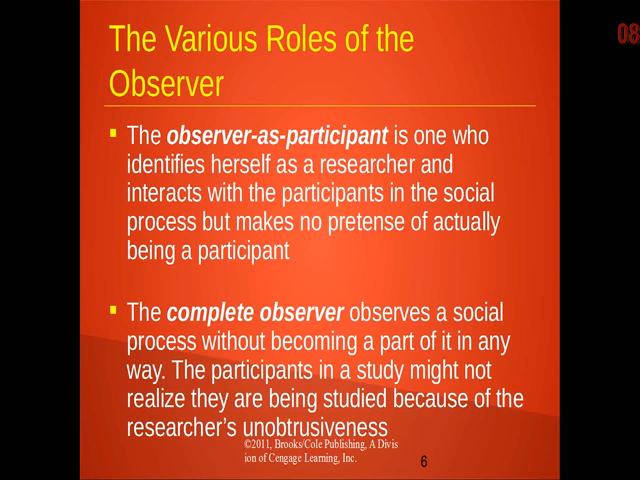 The Various Roles of the
Observer
The observer-as-participant is one who
identifies herself as a researcher and
interacts with the participants in the social
process but makes no pretense of actually
being a participant
The complete observer observes a social
process without becoming a part of it in any
way. The participants in a study might not
realize they are being studied because of the
researcher’s unobtrusiveness
©2011, Brooks/Cole Publishing, A Divis
ion of Cengage Learning, Inc.
6
08